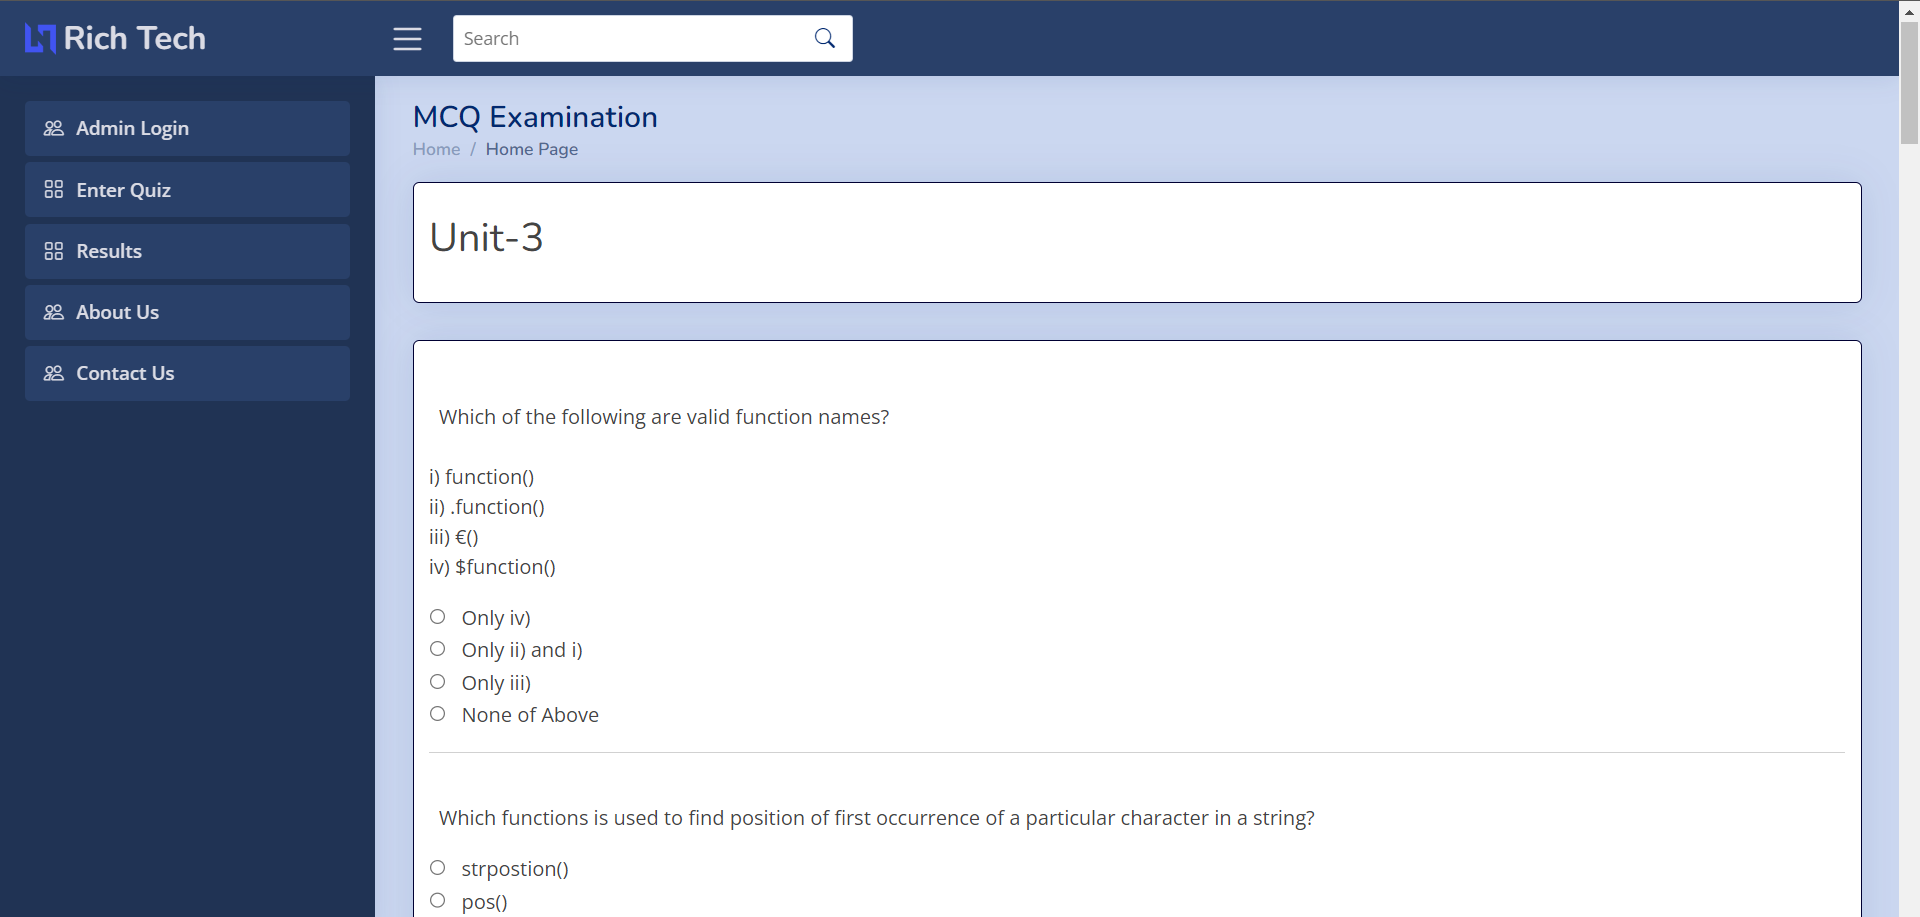 Rich Tech
Search
Admin Login
Enter Quiz
Results
About Us
Contact Us
MCQ Examination
Home / Home Page
Unit-3
Which of the following are valid function names?
i) function()
ii) .function()
iii) €()
iv) $function()
Only iv)
Only ii) and i)
Only iii)
None of Above
Which functions is used to find position of first occurrence of a particular character in a string?
strpostion()
pos()